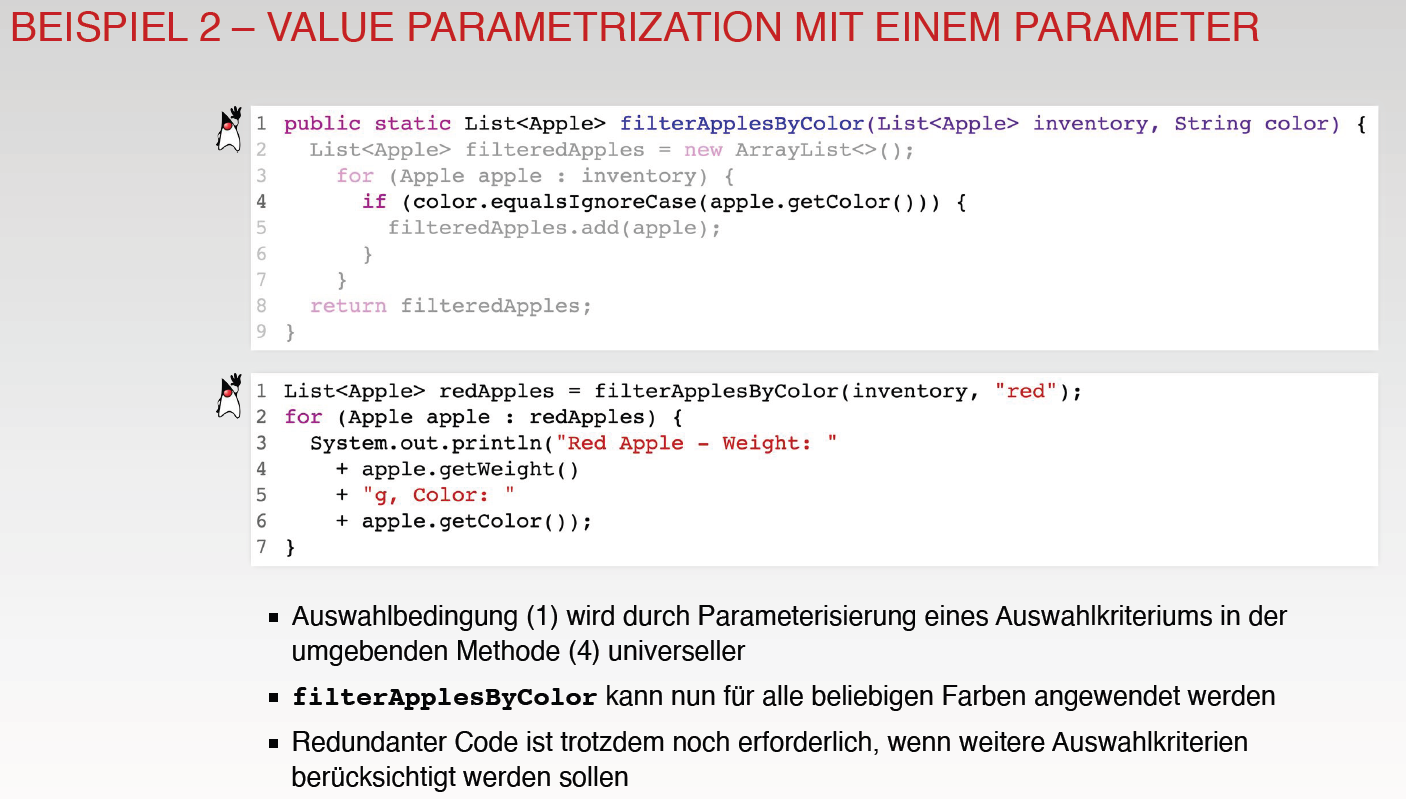 BEISPIEL 2 – VALUE PARAMETRIZATION MIT EINEM PARAMETER
1 public static List<Apple> filterApplesByColor(List<Apple> inventory, String color) {
2   List<Apple> filteredApples = new ArrayList<>();
3     for (Apple apple : inventory) {
4       if (color.equalsIgnoreCase(apple.getColor())) {
5         filteredApples.add(apple);
6       }
7     }
8   return filteredApples;
9 }
1 List<Apple> redApples = filterApplesByColor(inventory, "red");
2 for (Apple apple : redApples) {
3   System.out.println("Red Apple – Weight: "
4     + apple.getWeight()
5     + "g, Color: "
6     + apple.getColor());
7 }
▪ Auswahlbedingung (1) wird durch Parameterisierung eines Auswahlkriteriums in der
umgebenden Methode (4) universeller
▪ filterApplesByColor kann nun für alle beliebigen Farben angewendet werden
▪ Redundanter Code ist trotzdem noch erforderlich, wenn weitere Auswahlkriterien
berücksichtigt werden sollen